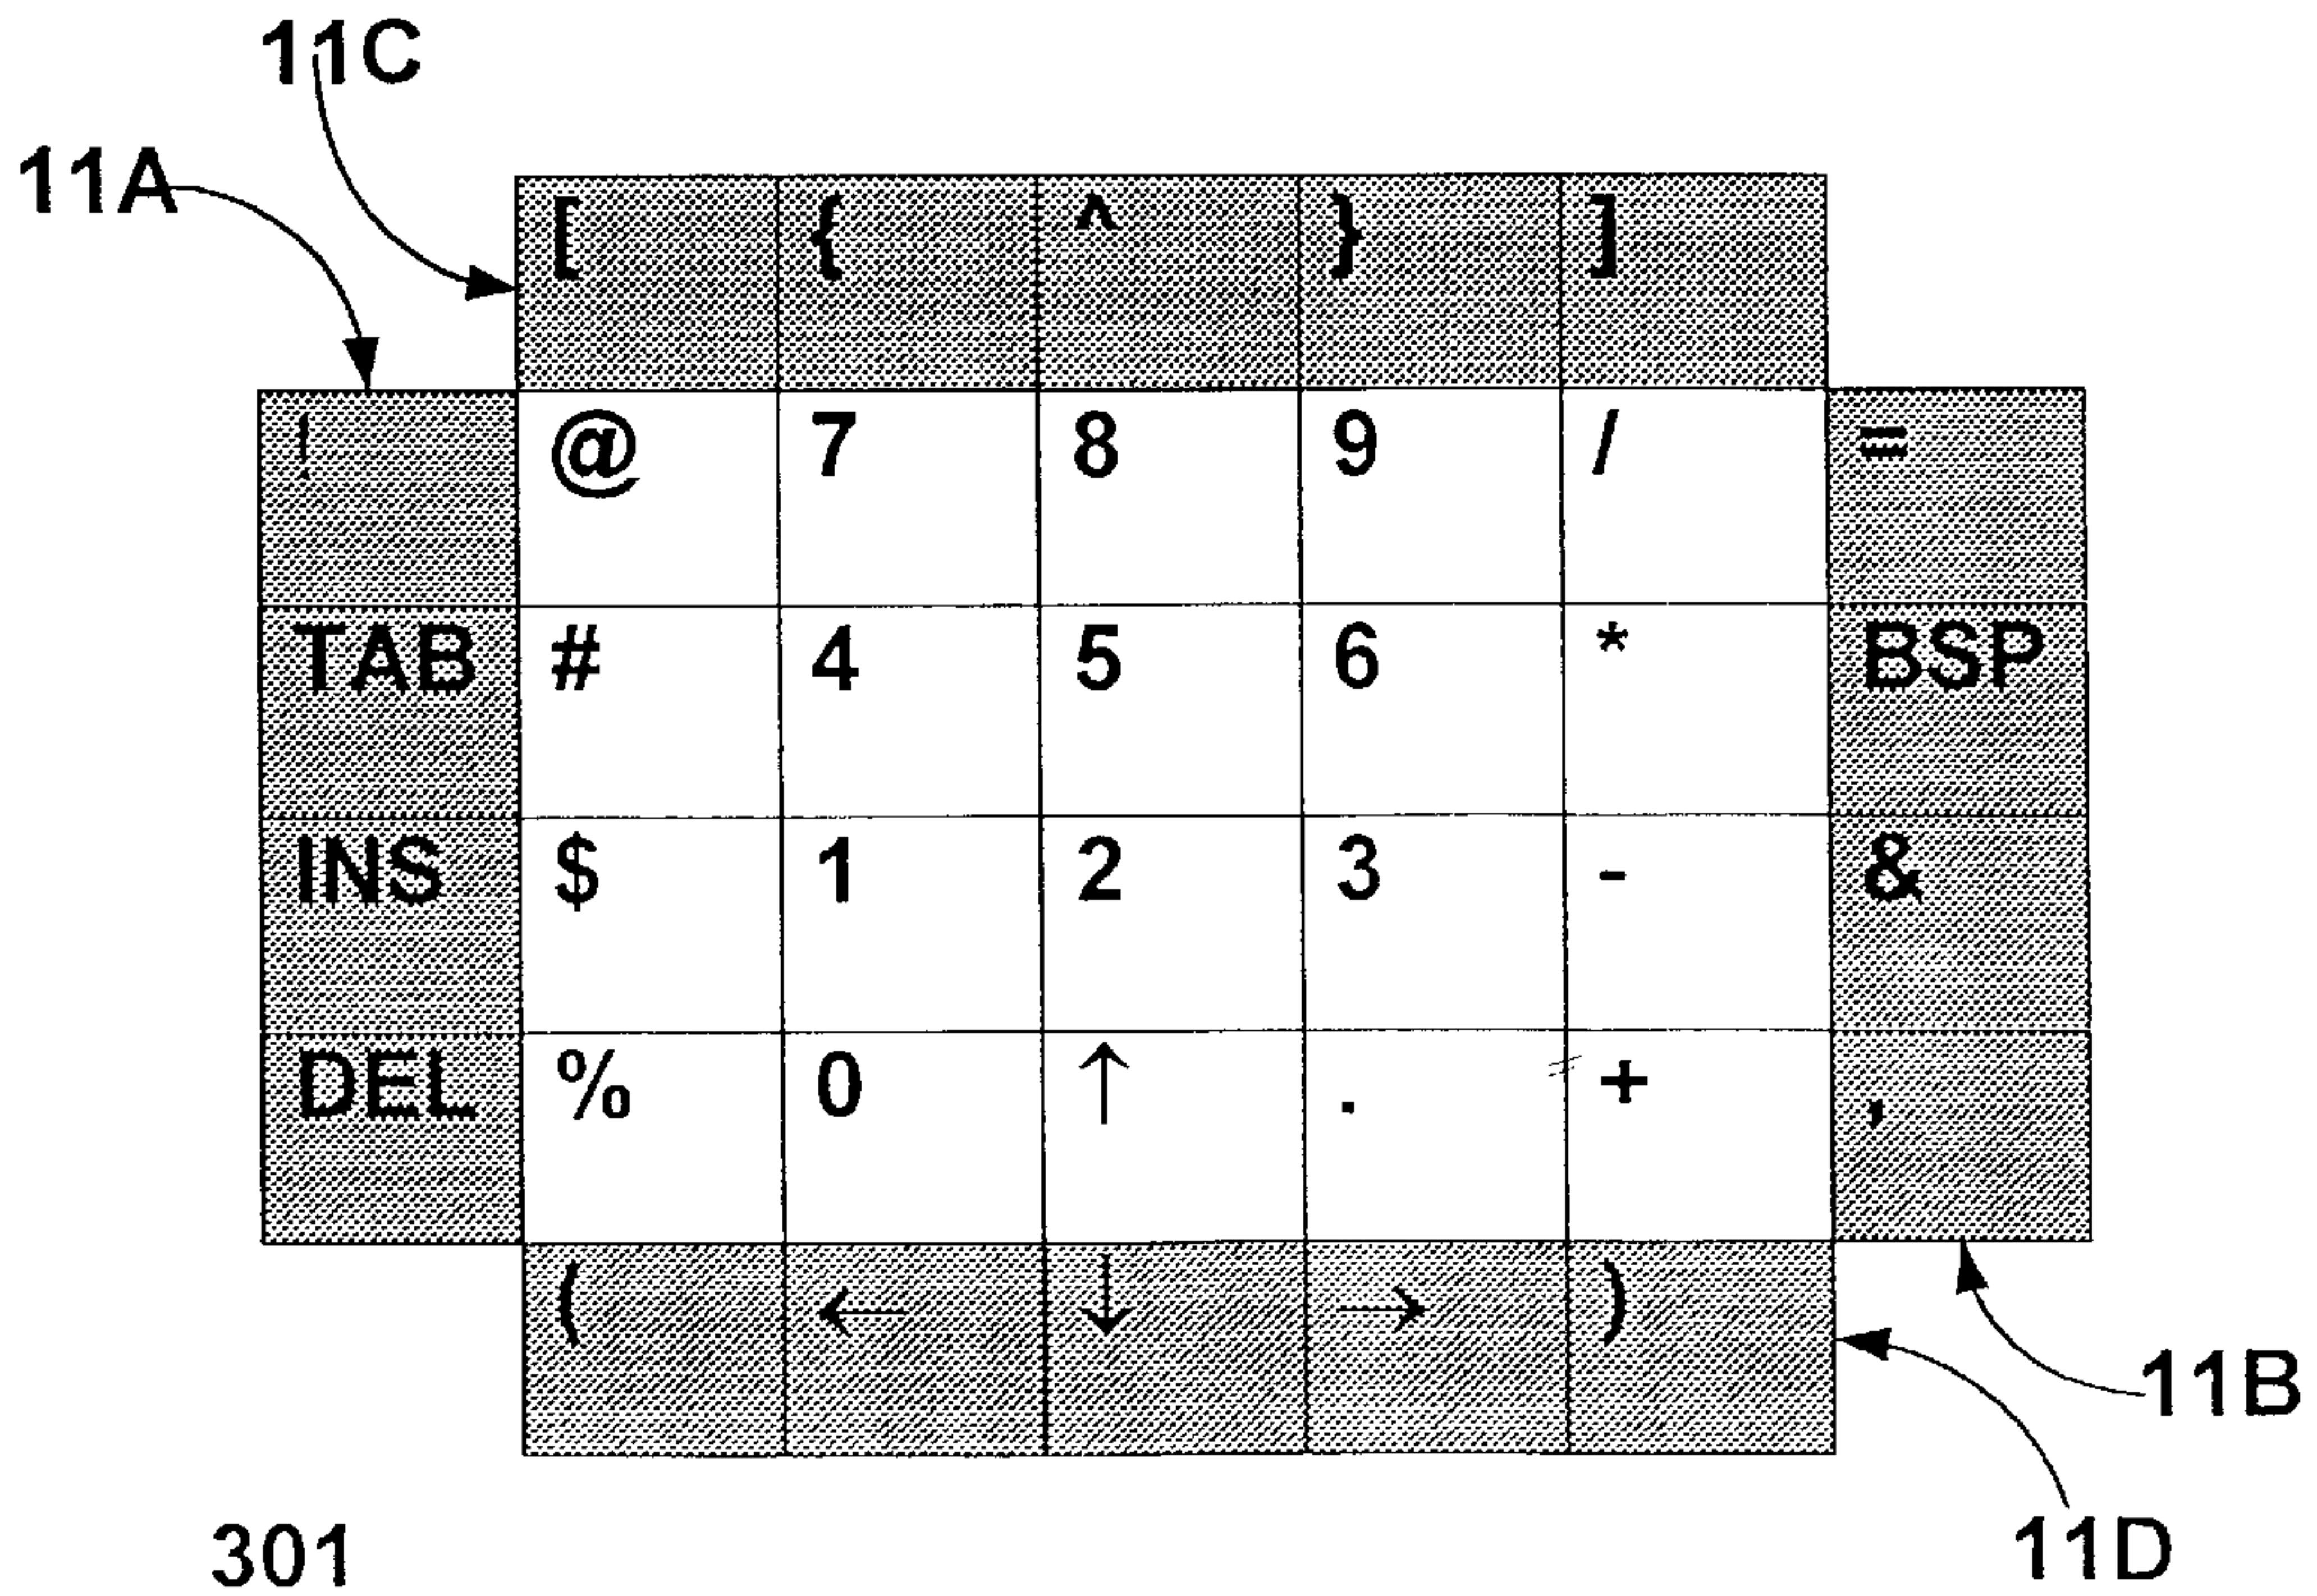 11C
11A
[ { ^ } ]
! @ 7 8 9 / =
TAB # 4 5 6 * BSP
INS $ 1 2 3 - &
DEL % 0 ↑ . + ,
( ← ↓ → )
11B
301
11D